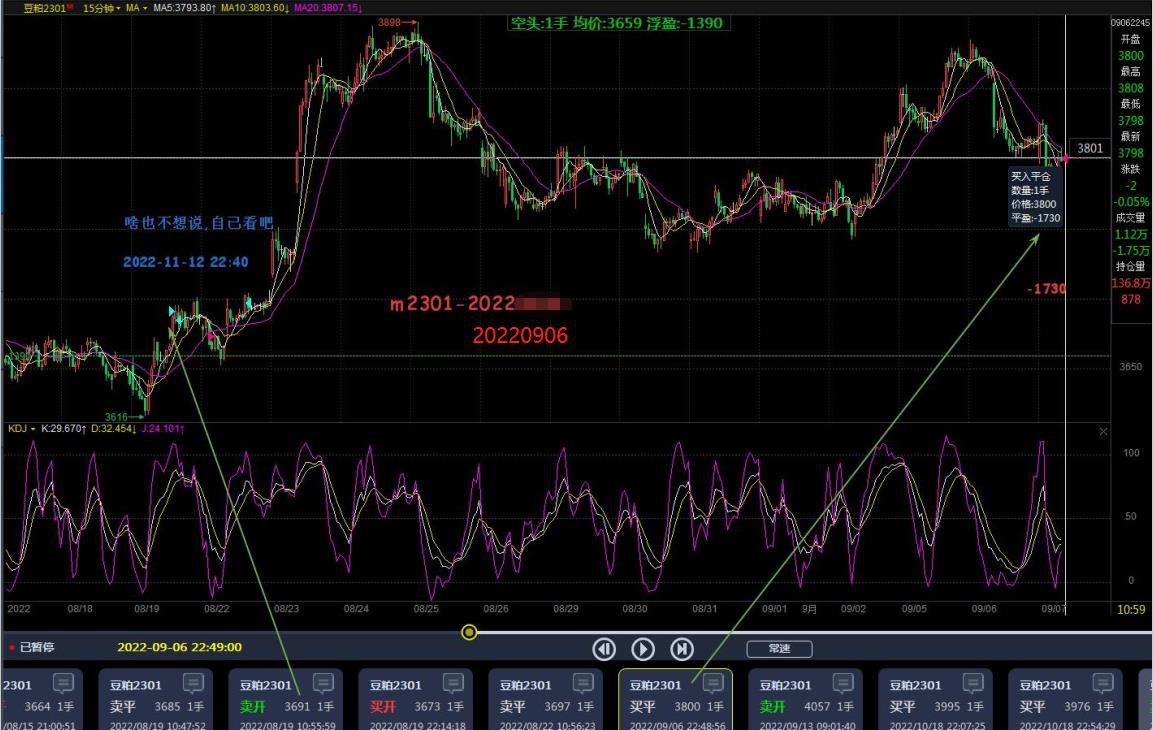 豆粕2301M 15分钟 MA MA5:3793.80↑ MA10:3803.60↓ MA20:3807.15↓
空头:1手 均价:3659 浮盈:-1390
3898
09062245
开盘
3800
最高
3808
最低
3798
最新
3798
涨跌
-2
-0.05%
成交量
1.12万
-1.75万
持仓量
136.8万
878
3801
买入平仓
数量:1手
价格:3800
平盈:-1730
啥也不想说,自己看吧
2022-11-12 22:40
-1730
m2301-2022
20220906
3650
3616
KDJ K:29.670↑ D:32.454↓ J:24.101↑
100
50
0
2022 08/18 08/19 08/22 08/23 08/24 08/25 08/26 08/29 08/30 08/31 09/01 9月 09/02 09/05 09/06 09/07 10:59
已暂停 2022-09-06 22:49:00 常速
2301 豆粕2301 豆粕2301 豆粕2301 豆粕2301 豆粕2301 豆粕2301 豆粕2301 豆粕2301
3664 1手 卖平 3685 1手 卖开 3691 1手 买开 3673 1手 卖平 3697 1手 买平 3800 1手 卖开 4057 1手 买平 3995 1手 买平 3976 1手
/08/15 21:00:51 2022/08/19 10:47:52 2022/08/19 10:55:59 2022/08/19 22:14:18 2022/08/22 10:56:23 2022/09/06 22:48:56 2022/09/13 09:01:40 2022/10/18 22:07:25 2022/10/18 22:54:29